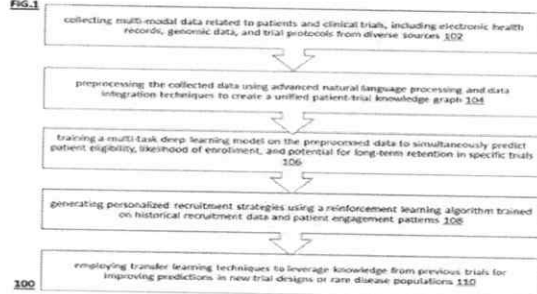 FIG.1
collecting multi-modal data related to patients and clinical trials, including electronic health
records, genomic data, and trial protocols from diverse sources 102
preprocessing the collected data using advanced natural language processing and data
integration techniques to create a unified patient-trial knowledge graph 104
training a multi-task deep learning model on the preprocessed data to simultaneously predict
patient eligibility, likelihood of enrollment, and potential for long-term retention in specific trials
106
generating personalized recruitment strategies using a reinforcement learning algorithm trained
on historical recruitment data and patient engagement patterns 108
employing transfer learning techniques to leverage knowledge from previous trials for
improving predictions in new trial designs or rare disease populations 110
100